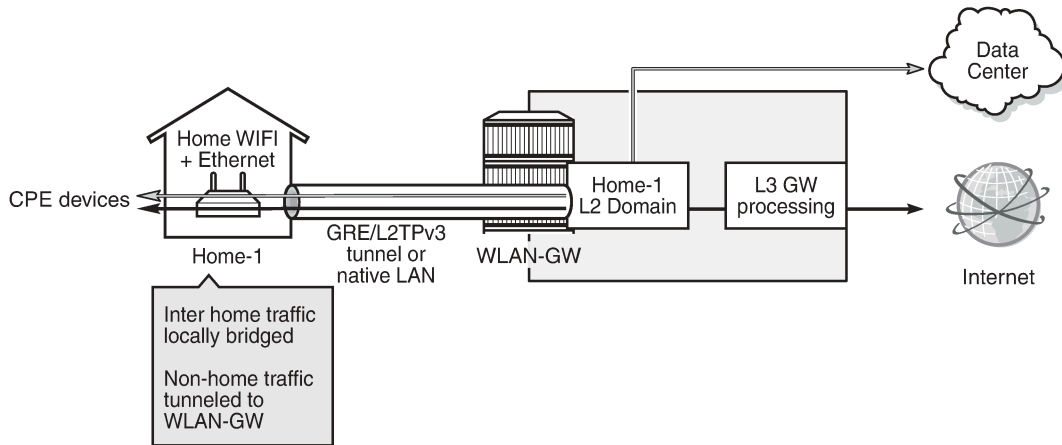 Data
Center
Home WIFI
+ Ethernet
CPE devices
Home-1
L2 Domain
L3 GW
processing
GRE/L2TPv3
tunnel or
native LAN
WLAN-GW
Home-1
Internet
Inter home traffic
locally bridged
Non-home traffic
tunneled to
WLAN-GW